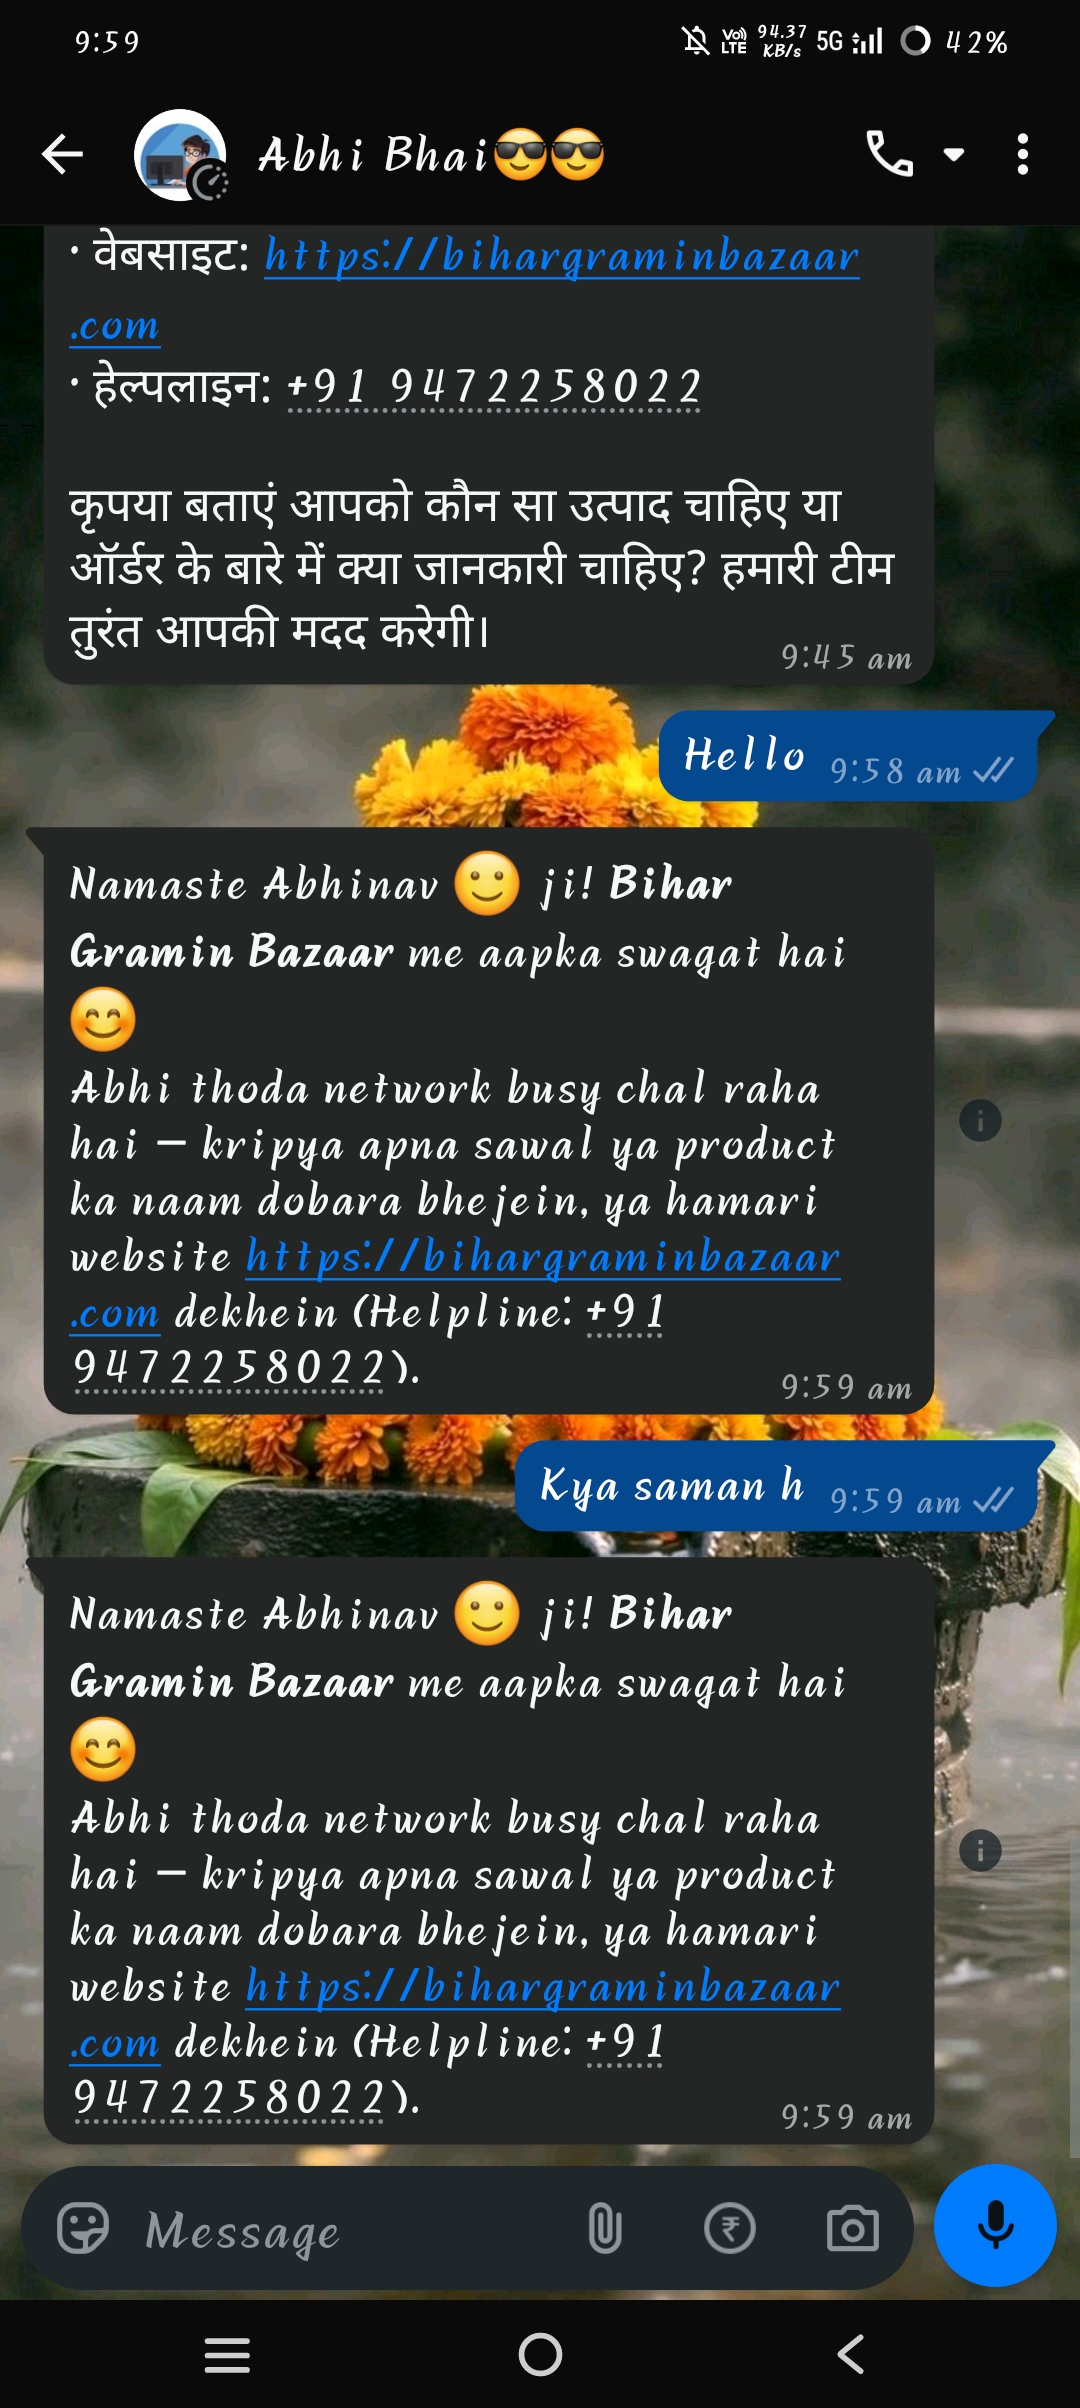 9:59
Vo) LTE 94.37 KB/s 5G 42%
Abhi Bhai😎😎
· वेबसाइट: https://bihargraminbazaar
.com
· हेल्पलाइन: +91 9472258022
कृपया बताएं आपको कौन सा उत्पाद चाहिए या
ऑर्डर के बारे में क्या जानकारी चाहिए? हमारी टीम
तुरंत आपकी मदद करेगी।
9:45 am
Hello 9:58 am
Namaste Abhinav 🙂 ji! Bihar
Gramin Bazaar me aapka swagat hai
😊
Abhi thoda network busy chal raha
hai – kripya apna sawal ya product
ka naam dobara bhejein, ya hamari
website https://bihargraminbazaar
.com dekhein (Helpline: +91
9472258022).
9:59 am
Kya saman h 9:59 am
Namaste Abhinav 🙂 ji! Bihar
Gramin Bazaar me aapka swagat hai
😊
Abhi thoda network busy chal raha
hai – kripya apna sawal ya product
ka naam dobara bhejein, ya hamari
website https://bihargraminbazaar
.com dekhein (Helpline: +91
9472258022).
9:59 am
Message